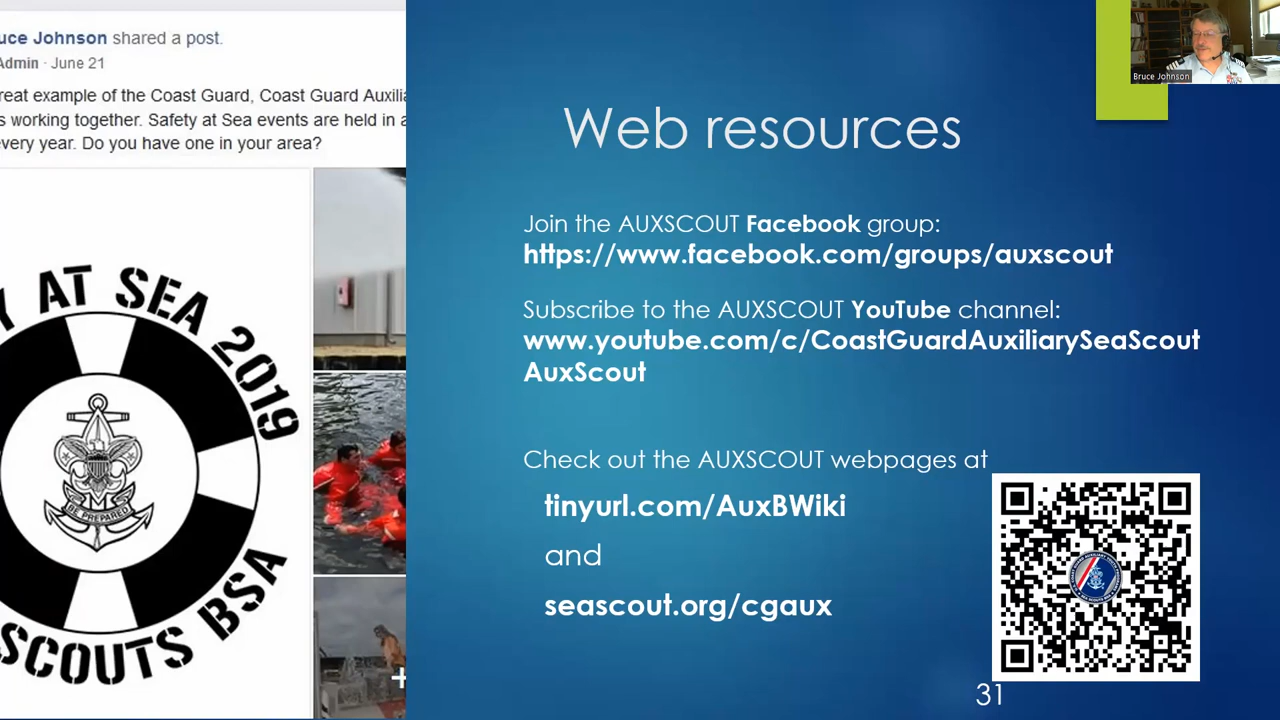 uce Johnson shared a post.
Admin · June 21
reat example of the Coast Guard, Coast Guard Auxilia
s working together. Safety at Sea events are held in a
every year. Do you have one in your area?
Y AT SEA 2019
BE PREPARED
SCOUTS BSA
Bruce Johnson
Web resources
Join the AUXSCOUT Facebook group:
https://www.facebook.com/groups/auxscout
Subscribe to the AUXSCOUT YouTube channel:
www.youtube.com/c/CoastGuardAuxiliarySeaScout
AuxScout
Check out the AUXSCOUT webpages at
tinyurl.com/AuxBWiki
and
seascout.org/cgaux
31